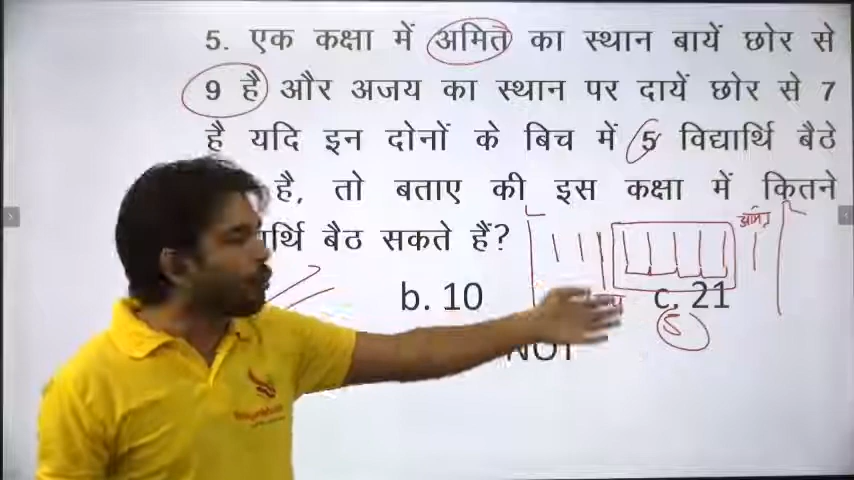 5. एक कक्षा में अमित का स्थान बायें छोर से
9 है और अजय का स्थान पर दायें छोर से 7
है यदि इन दोनों के बिच में 5 विद्यार्थि बैठे
है, तो बताए की इस कक्षा में कितने
र्थि बैठ सकते हैं?
b. 10
c. 21
5
NOT